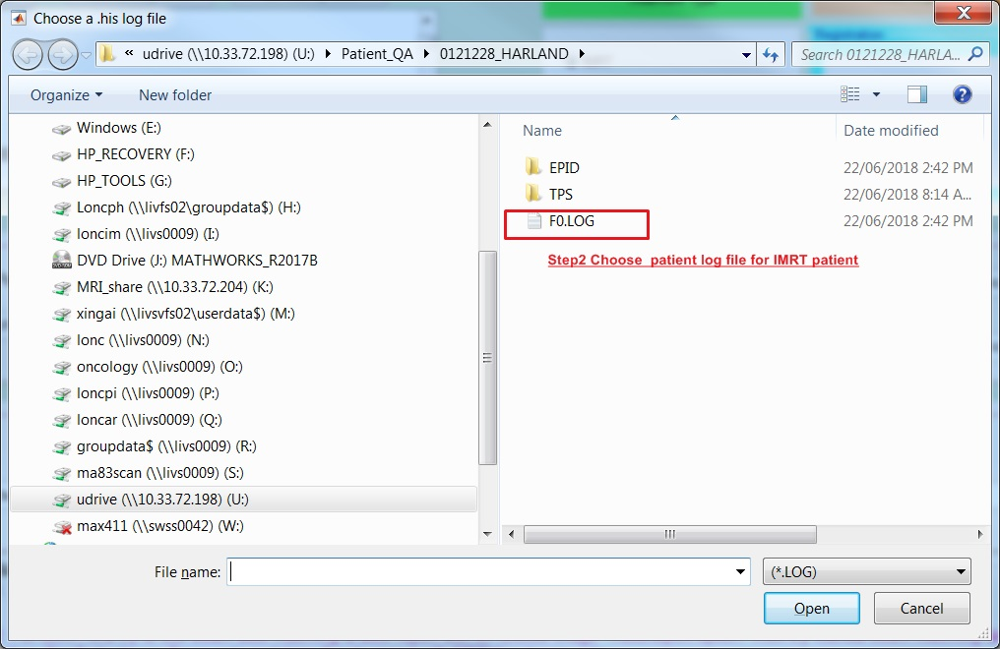 Choose a .his log file
« udrive (\\10.33.72.198) (U:) Patient_QA 0121228_HARLAND
Search 0121228_HARLA...
Organize New folder
Windows (E:)
HP_RECOVERY (F:)
HP_TOOLS (G:)
Loncph (\\livfs02\groupdata$) (H:)
loncim (\\livs0009) (I:)
DVD Drive (J:) MATHWORKS_R2017B
MRI_share (\\10.33.72.204) (K:)
xingai (\\livsvfs02\userdata$) (M:)
lonc (\\livs0009) (N:)
oncology (\\livs0009) (O:)
loncpi (\\livs0009) (P:)
loncar (\\livs0009) (Q:)
groupdata$ (\\livs0009) (R:)
ma83scan (\\livs0009) (S:)
udrive (\\10.33.72.198) (U:)
max411 (\\swss0042) (W:)
Name Date modified
EPID 22/06/2018 2:42 PM
TPS 22/06/2018 8:14 A...
F0.LOG 22/06/2018 2:42 PM
Step2 Choose patient log file for IMRT patient
File name: (*.LOG)
Open Cancel